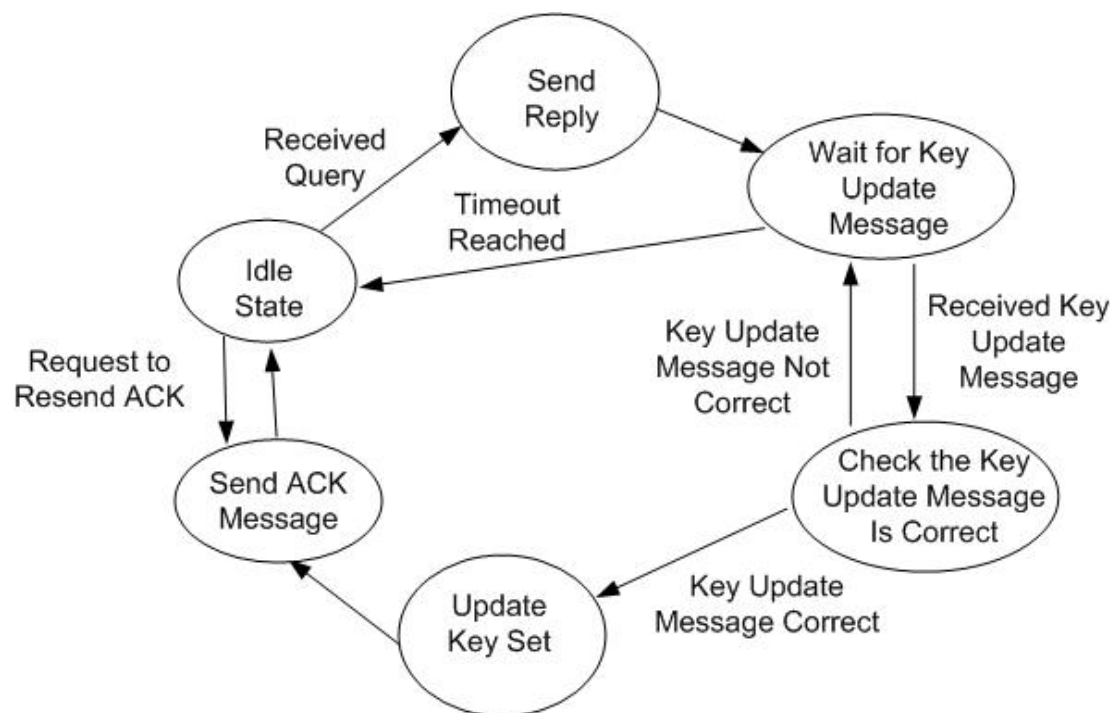 Send
Reply
Received
Query
Wait for Key
Update
Message
Timeout
Reached
Idle
State
Key Update
Message Not
Correct
Received Key
Update
Message
Request to
Resend ACK
Send ACK
Message
Check the Key
Update Message
Is Correct
Key Update
Message Correct
Update
Key Set